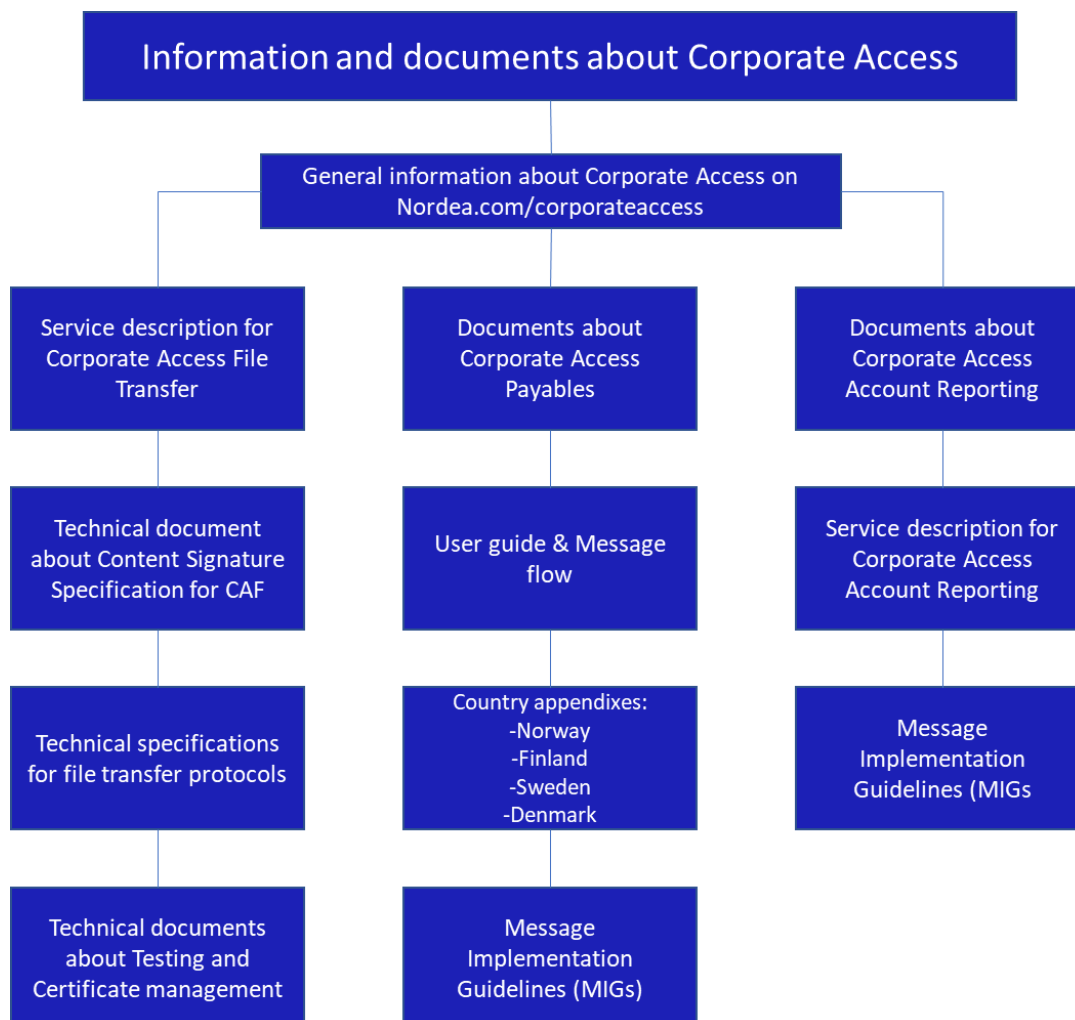 Information and documents about Corporate Access
General information about Corporate Access on
Nordea.com/corporateaccess
Service description for
Corporate Access File
Transfer
Documents about
Corporate Access
Payables
Documents about
Corporate Access
Account Reporting
Technical document
about Content Signature
Specification for CAF
User guide & Message
flow
Service description for
Corporate Access
Account Reporting
Technical specifications
for file transfer protocols
Country appendixes:
-Norway
-Finland
-Sweden
-Denmark
Message
Implementation
Guidelines (MIGs
Technical documents
about Testing and
Certificate management
Message
Implementation
Guidelines (MIGs)